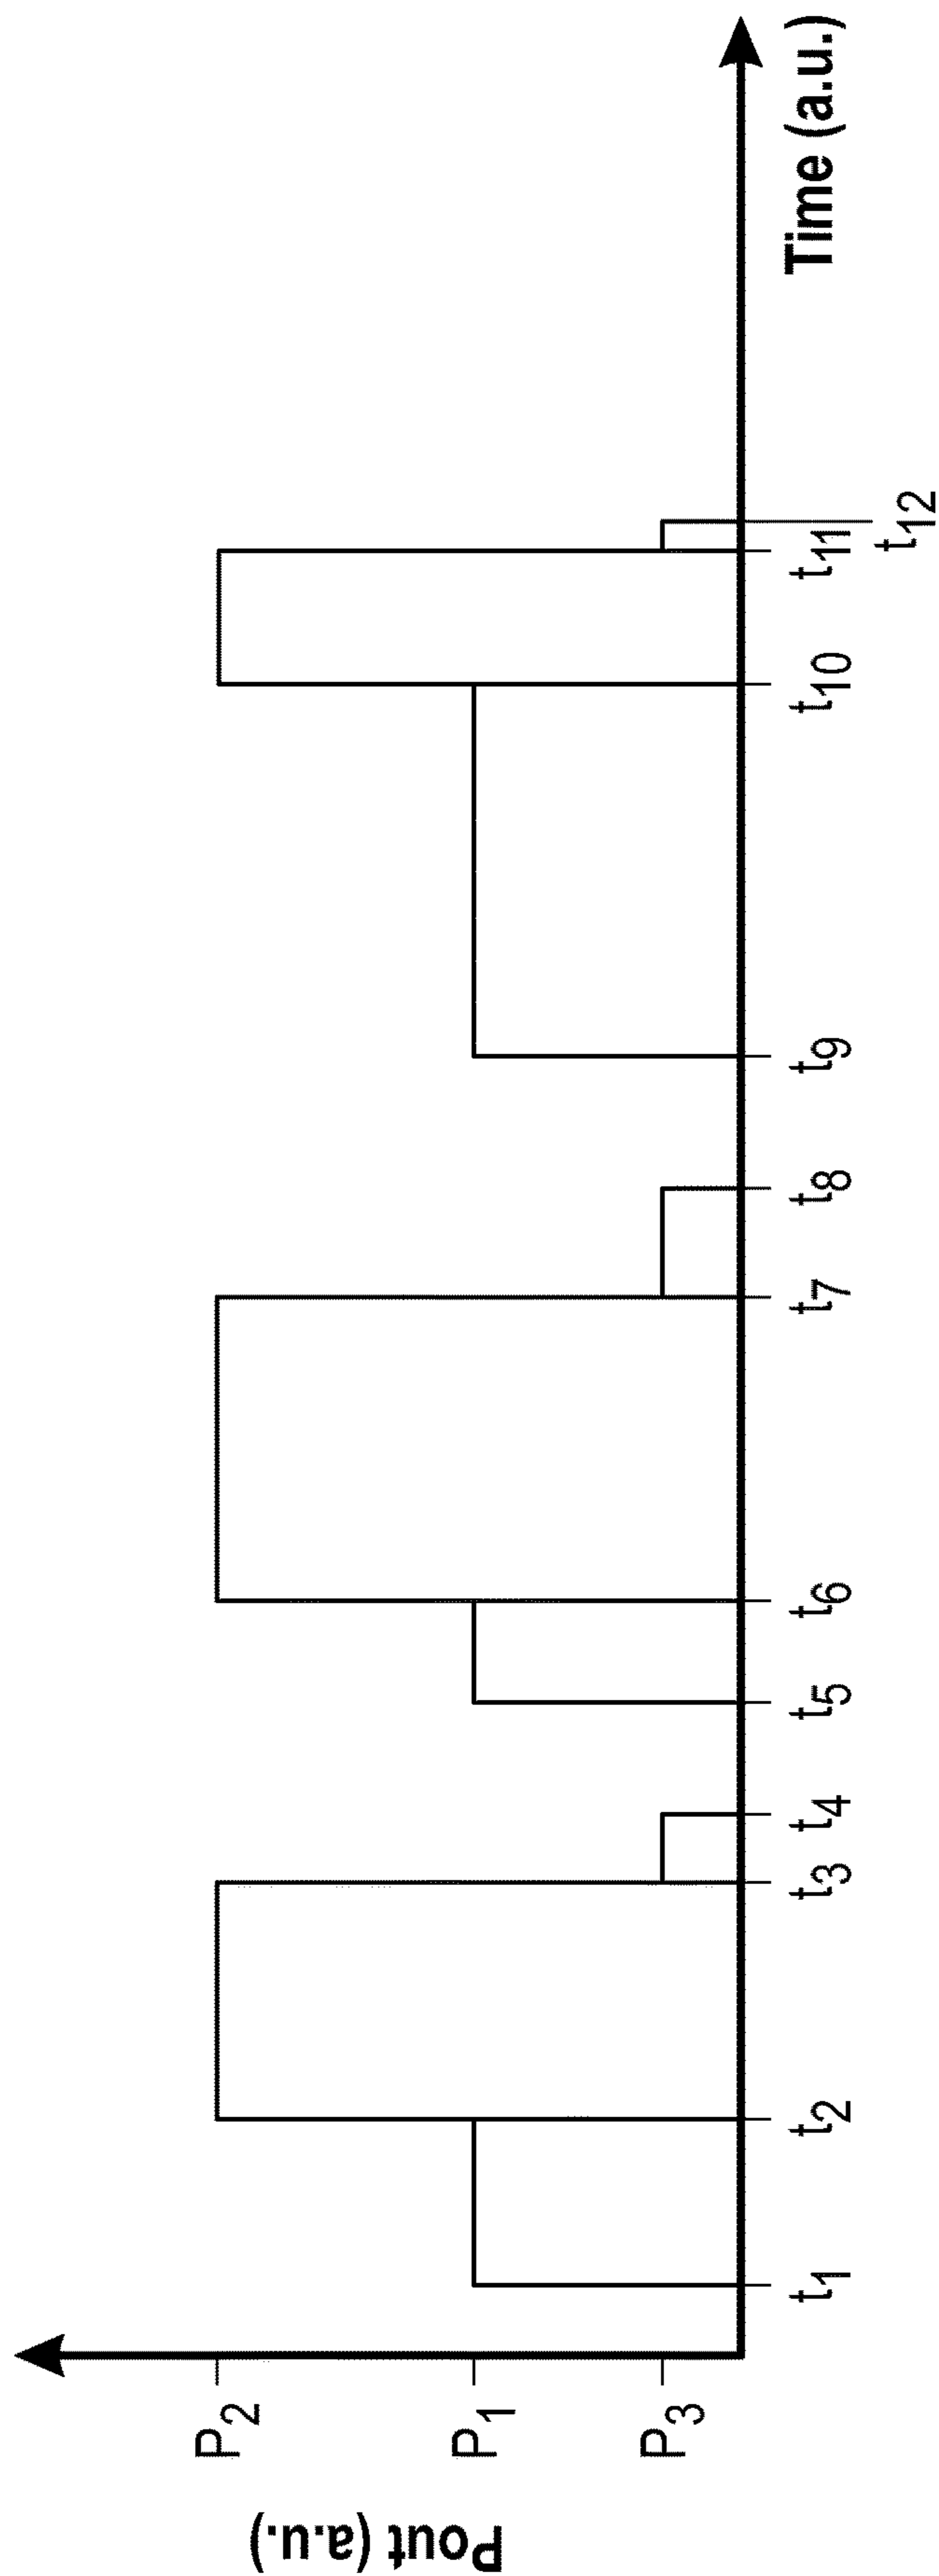 Pout (a.u.)
P2
P1
P3
t1
t2
t3
t4
t5
t6
t7
t8
t9
t10
t11
t12
Time (a.u.)